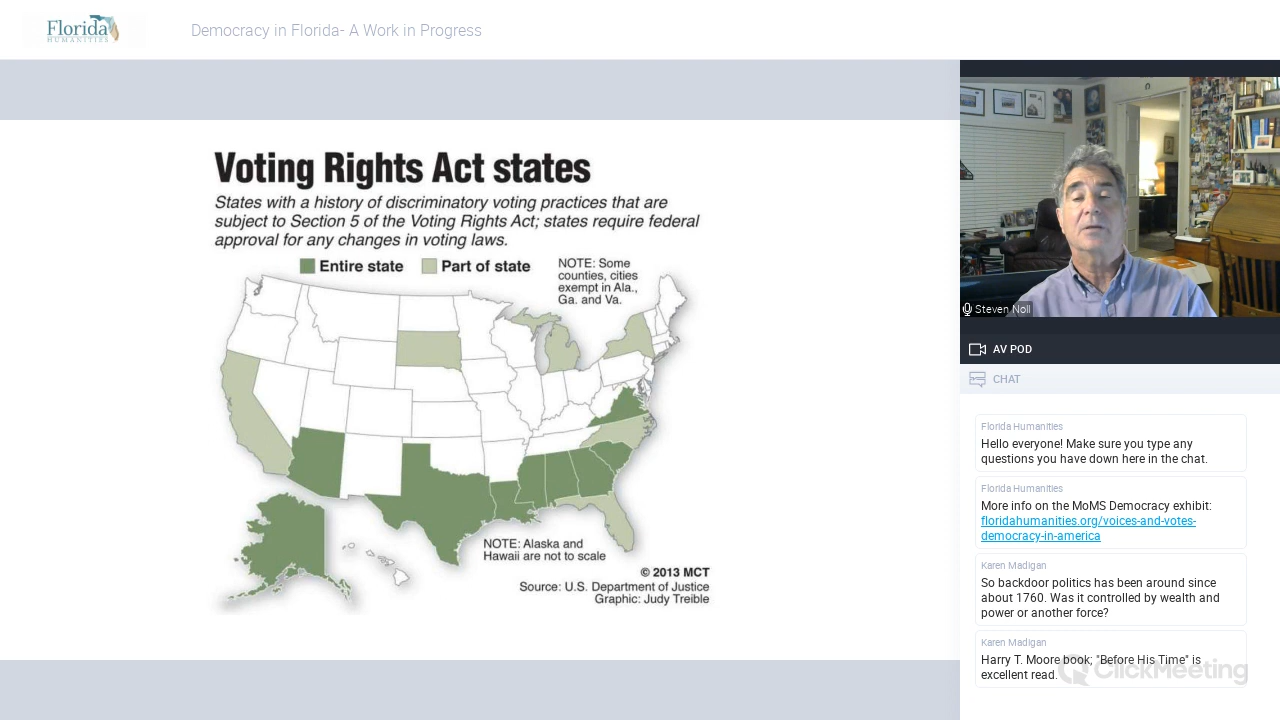 Florida
HUMANITIES
Democracy in Florida- A Work in Progress
Voting Rights Act states
States with a history of discriminatory voting practices that are
subject to Section 5 of the Voting Rights Act; states require federal
approval for any changes in voting laws.
Entire state
Part of state
NOTE: Some
counties, cities
exempt in Ala.,
Ga. and Va.
NOTE: Alaska and
Hawaii are not to scale
© 2013 MCT
Source: U.S. Department of Justice
Graphic: Judy Treible
Steven Noll
AV POD
CHAT
Florida Humanities
Hello everyone! Make sure you type any
questions you have down here in the chat.
Florida Humanities
More info on the MoMS Democracy exhibit:
floridahumanities.org/voices-and-votes-
democracy-in-america
Karen Madigan
So backdoor politics has been around since
about 1760. Was it controlled by wealth and
power or another force?
Karen Madigan
Harry T. Moore book; "Before His Time" is
excellent read.
ClickMeeting